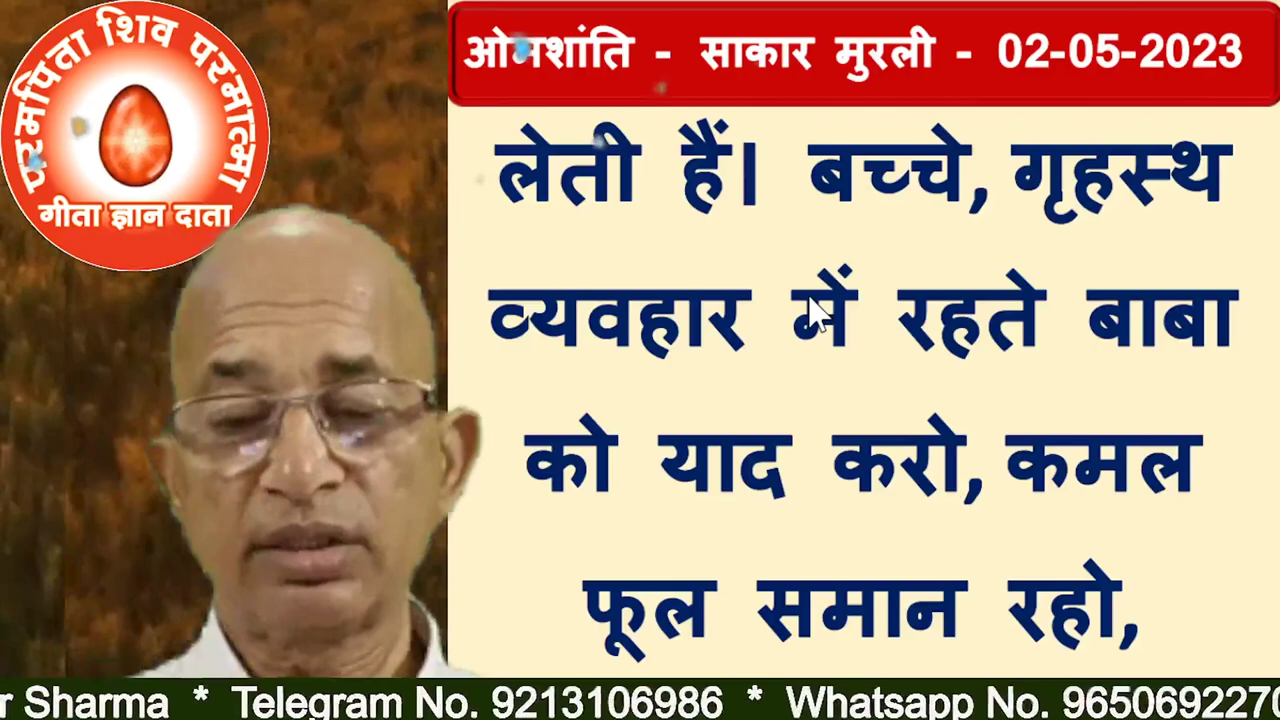 परमपिता शिव परमात्मा
गीता ज्ञान दाता
ओमशांति - साकार मुरली - 02-05-2023
लेती हैं। बच्चे, गृहस्थ
व्यवहार में रहते बाबा
को याद करो, कमल
फूल समान रहो,
r Sharma * Telegram No. 9213106986 * Whatsapp No. 9650692270